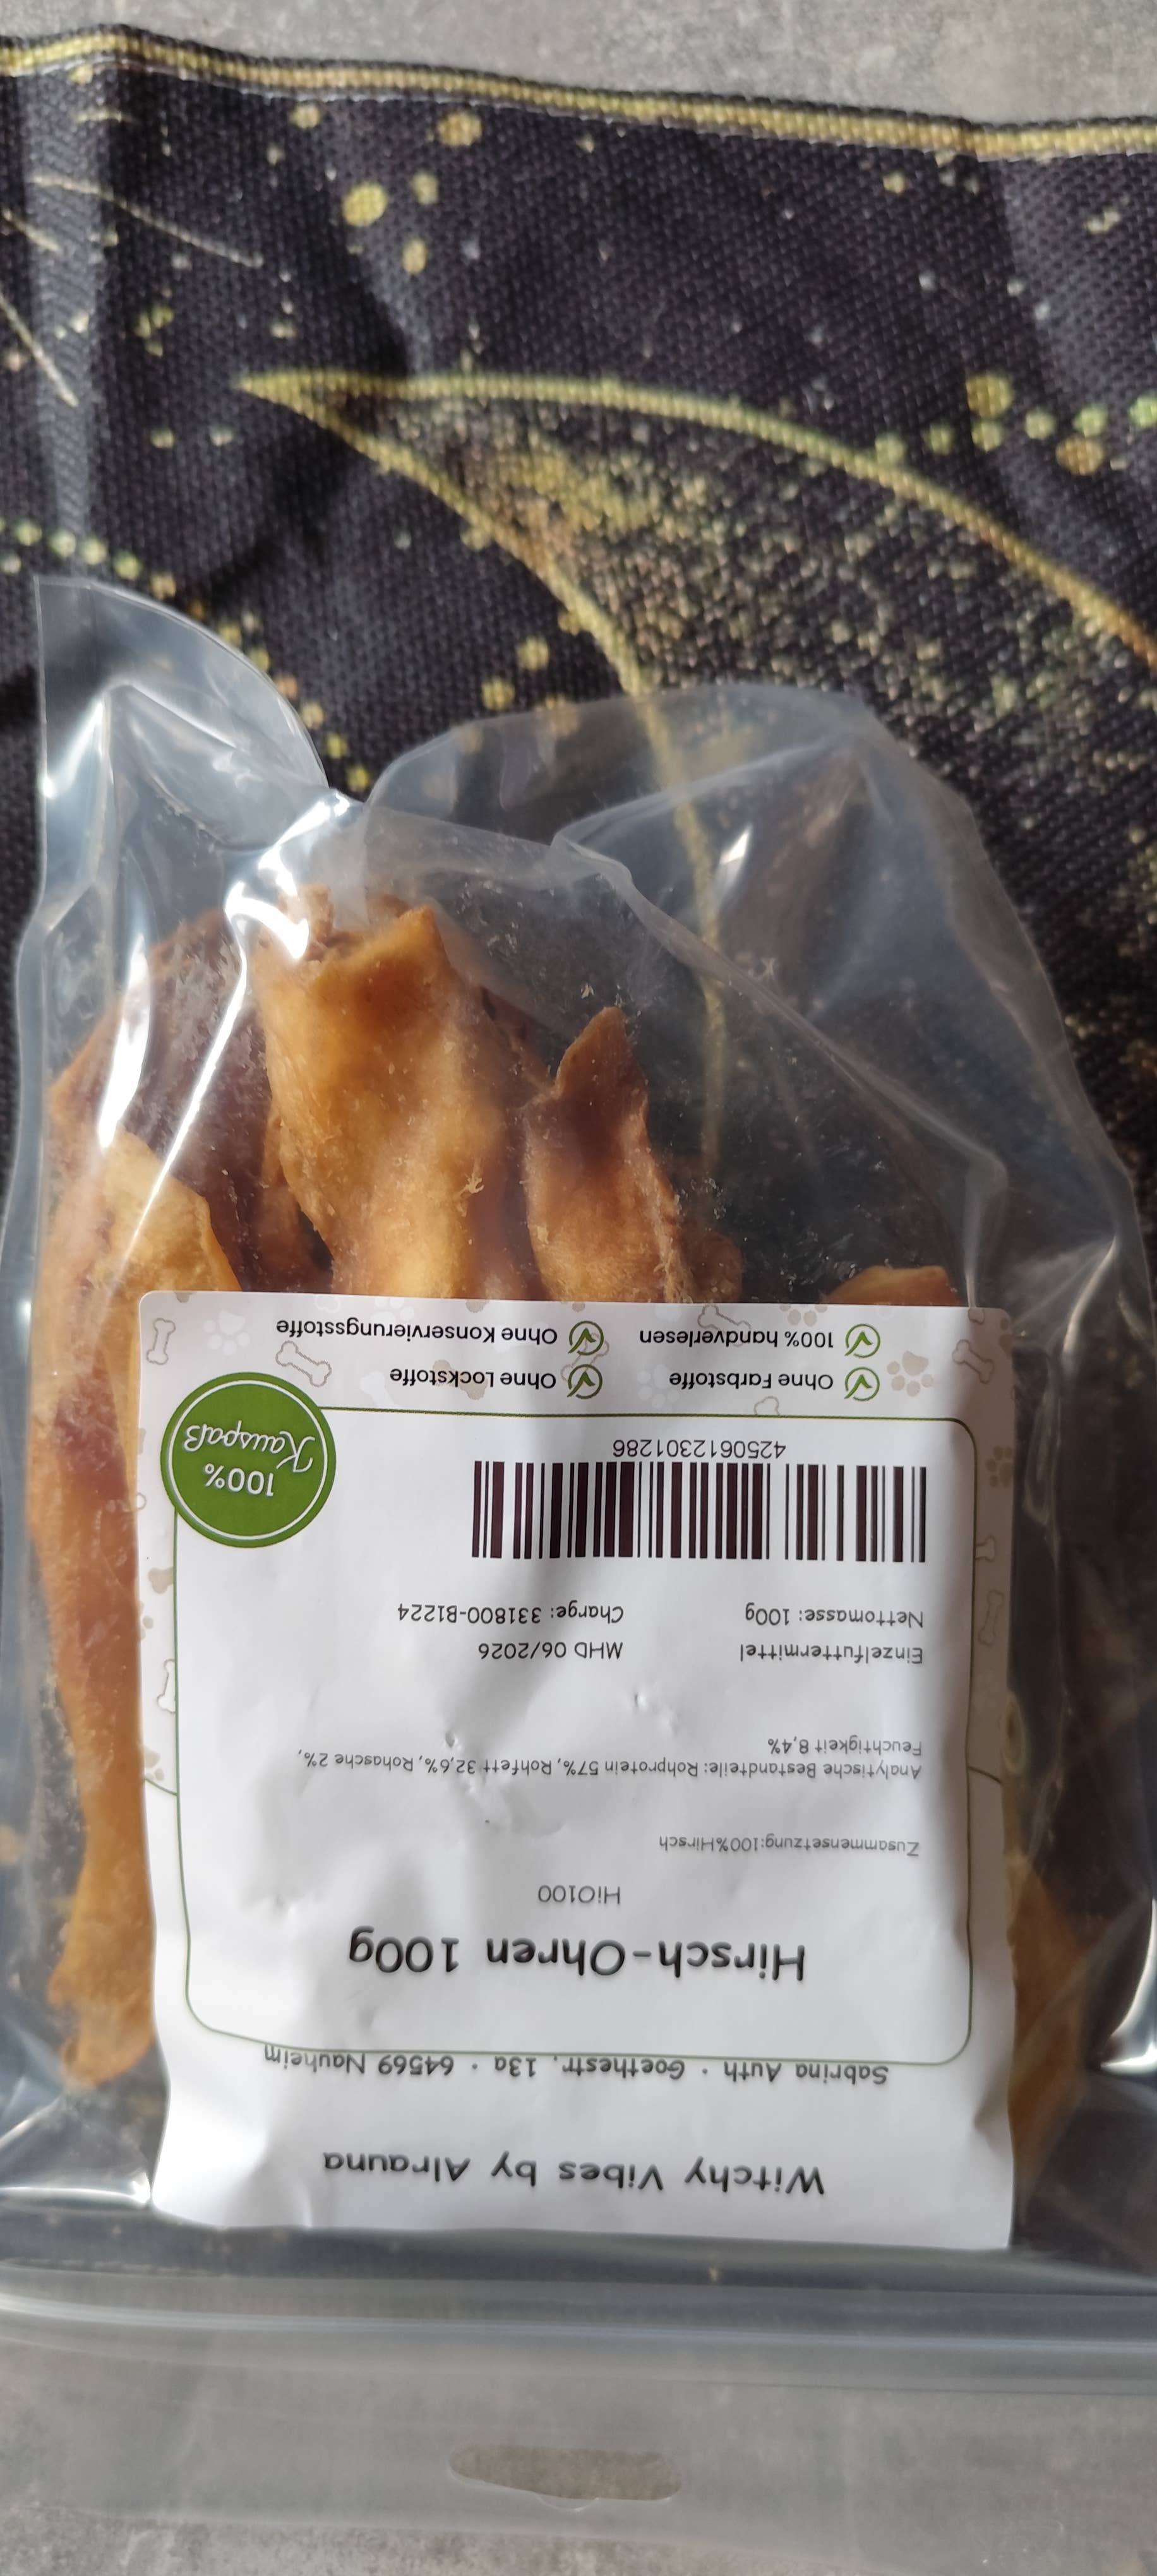 Witchy Vibes by Alrauna
Sabrina Auth · Goethestr. 13a · 64569 Nauheim
Hirsch-Ohren 100g
HiO100
Zusammensetzung:100%Hirsch
Analytische Bestandteile: Rohprotein 57%, Rohfett 32,6%, Rohasche 2%,
Feuchtigkeit 8,4%
Einzelfuttermittel MHD 06/2026
Nettomasse: 100g Charge: 331800-B1224
4250612301286
100%
Kauspaß
Ohne Farbstoffe Ohne Lockstoffe
100% handverlesen Ohne Konservierungsstoffe